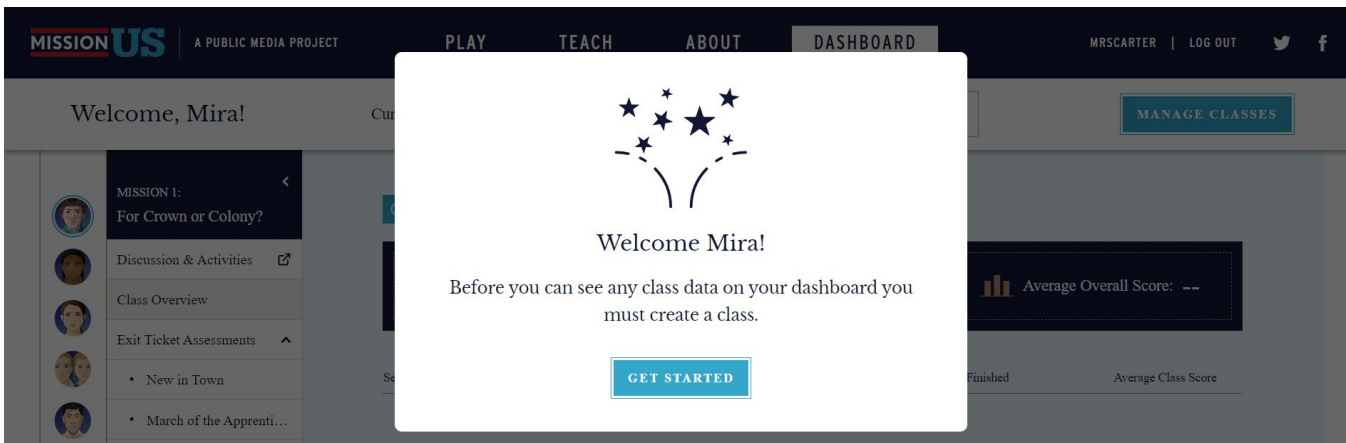 MISSION US
A PUBLIC MEDIA PROJECT
PLAY
TEACH
ABOUT
DASHBOARD
MRSCARTER | LOG OUT
Welcome, Mira!
MANAGE CLASSES
MISSION 1:
For Crown or Colony?
Discussion & Activities
Class Overview
Exit Ticket Assessments
• New in Town
• March of the Apprenti...
Welcome Mira!
Before you can see any class data on your dashboard you
must create a class.
GET STARTED
Average Overall Score: --
Finished
Average Class Score